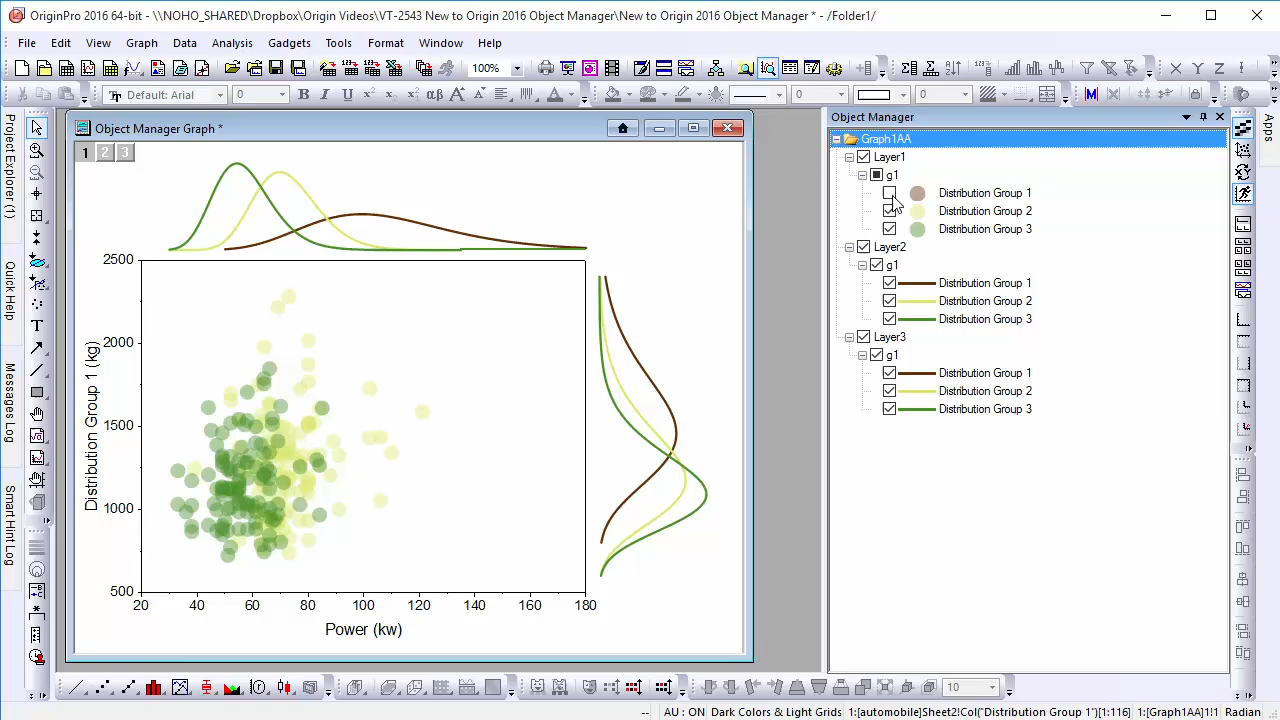 OriginPro 2016 64-bit - \\NOHO_SHARED\Dropbox\Origin Videos\VT-2543 New to Origin 2016 Object Manager\New to Origin 2016 Object Manager * - /Folder1/
File Edit View Graph Data Analysis Gadgets Tools Format Window Help
100%
Default: Arial 0 B I U αβ A A A 0 0 M
Project Explorer (1)
Quick Help
Messages Log
Smart Hint Log
Object Manager Graph *
1 2 3
2500
2000
1500
1000
500
Distribution Group 1 (kg)
20 40 60 80 100 120 140 160 180
Power (kw)
Object Manager
Graph1AA
Layer1
g1
Distribution Group 1
Distribution Group 2
Distribution Group 3
Layer2
g1
Distribution Group 1
Distribution Group 2
Distribution Group 3
Layer3
g1
Distribution Group 1
Distribution Group 2
Distribution Group 3
Apps
10
-- AU : ON Dark Colors & Light Grids 1:[automobile]Sheet2!Col("Distribution Group 1")[1:116] 1:[Graph1AA]1!1 Radian